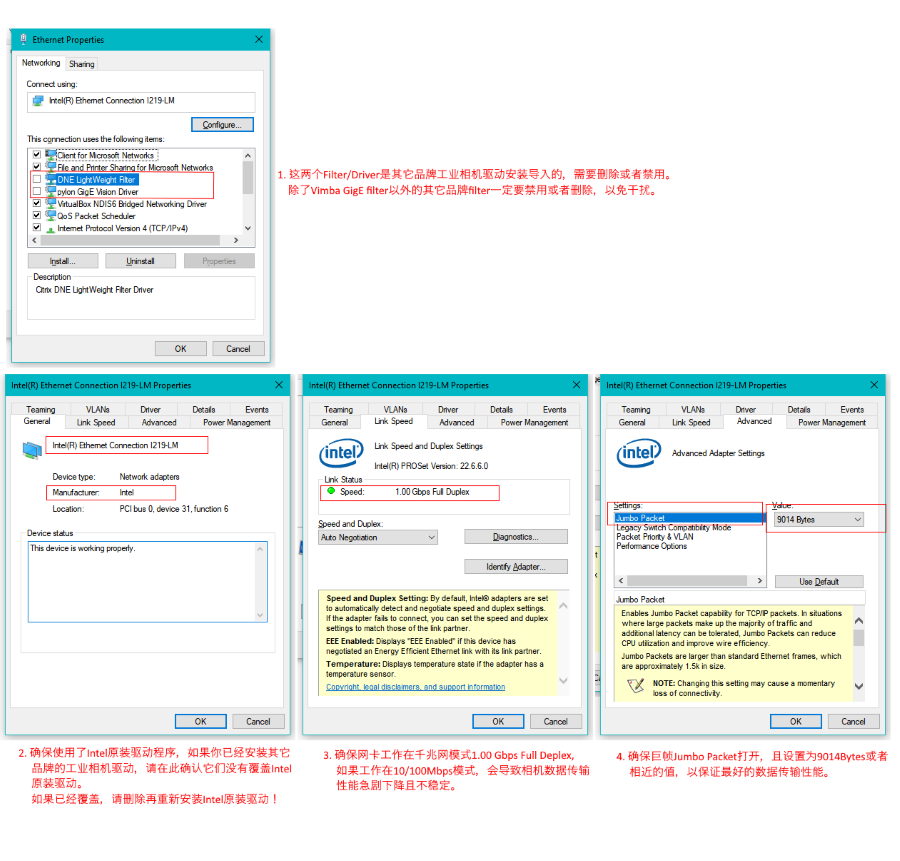 Ethernet Properties
Networking
Sharing
Connect using:
Intel(R) Ethernet Connection I219-LM
Configure...
This connection uses the following items:
Client for Microsoft Networks
File and Printer Sharing for Microsoft Networks
DNE LightWeight Filter
pylon GigE Vision Driver
VirtualBox NDIS6 Bridged Networking Driver
QoS Packet Scheduler
Internet Protocol Version 4 (TCP/IPv4)
Install...
Uninstall
Properties
Description
Citrix DNE LightWeight Filter Driver
OK
Cancel
1. 这两个Filter/Driver是其它品牌工业相机驱动安装导入的，需要删除或者禁用。
除了Vimba GigE filter以外的其它品牌filter一定要禁用或者删除，以免干扰。
Intel(R) Ethernet Connection I219-LM Properties
Teaming
VLANs
Driver
Details
Events
General
Link Speed
Advanced
Power Management
Intel(R) Ethernet Connection I219-LM
Device type: Network adapters
Manufacturer: Intel
Location: PCI bus 0, device 31, function 6
Device status
This device is working properly.
OK
Cancel
2. 确保使用了Intel原装驱动程序，如果你已经安装其它
品牌的工业相机驱动，请在此确认它们没有覆盖Intel
原装驱动。
如果已经覆盖，请删除再重新安装Intel原装驱动！
Intel(R) Ethernet Connection I219-LM Properties
Teaming
VLANs
Driver
Details
Events
General
Link Speed
Advanced
Power Management
intel
Link Speed and Duplex Settings
Intel(R) PROSet Version: 22.6.6.0
Link Status
Speed: 1.00 Gbps Full Duplex
Speed and Duplex:
Auto Negotiation
Diagnostics...
Identify Adapter...
Speed and Duplex Setting: By default, Intel® adapters are set
to automatically detect and negotiate speed and duplex settings.
If the adapter fails to connect, you can set the speed and duplex
settings to match those of the link partner.
EEE Enabled: Displays "EEE Enabled" if this device has
negotiated an Energy Efficient Ethernet link with its link partner.
Temperature: Displays temperature state if the adapter has a
temperature sensor.
Copyright, legal disclaimers, and support information
OK
Cancel
3. 确保网卡工作在千兆网模式1.00 Gbps Full Deplex,
如果工作在10/100Mbps模式，会导致相机数据传输
性能急剧下降且不稳定。
Intel(R) Ethernet Connection I219-LM Properties
Teaming
VLANs
Driver
Details
Events
General
Link Speed
Advanced
Power Management
intel
Advanced Adapter Settings
Settings:
Value:
Jumbo Packet
Legacy Switch Compatibility Mode
Packet Priority & VLAN
Performance Options
9014 Bytes
Use Default
Jumbo Packet
Enables Jumbo Packet capability for TCP/IP packets. In situations
where large packets make up the majority of traffic and
additional latency can be tolerated, Jumbo Packets can reduce
CPU utilization and improve wire efficiency.
Jumbo Packets are larger than standard Ethernet frames, which
are approximately 1.5k in size.
NOTE: Changing this setting may cause a momentary
loss of connectivity.
OK
Cancel
4. 确保巨帧Jumbo Packet打开，且设置为9014Bytes或者
相近的值，以保证最好的数据传输性能。